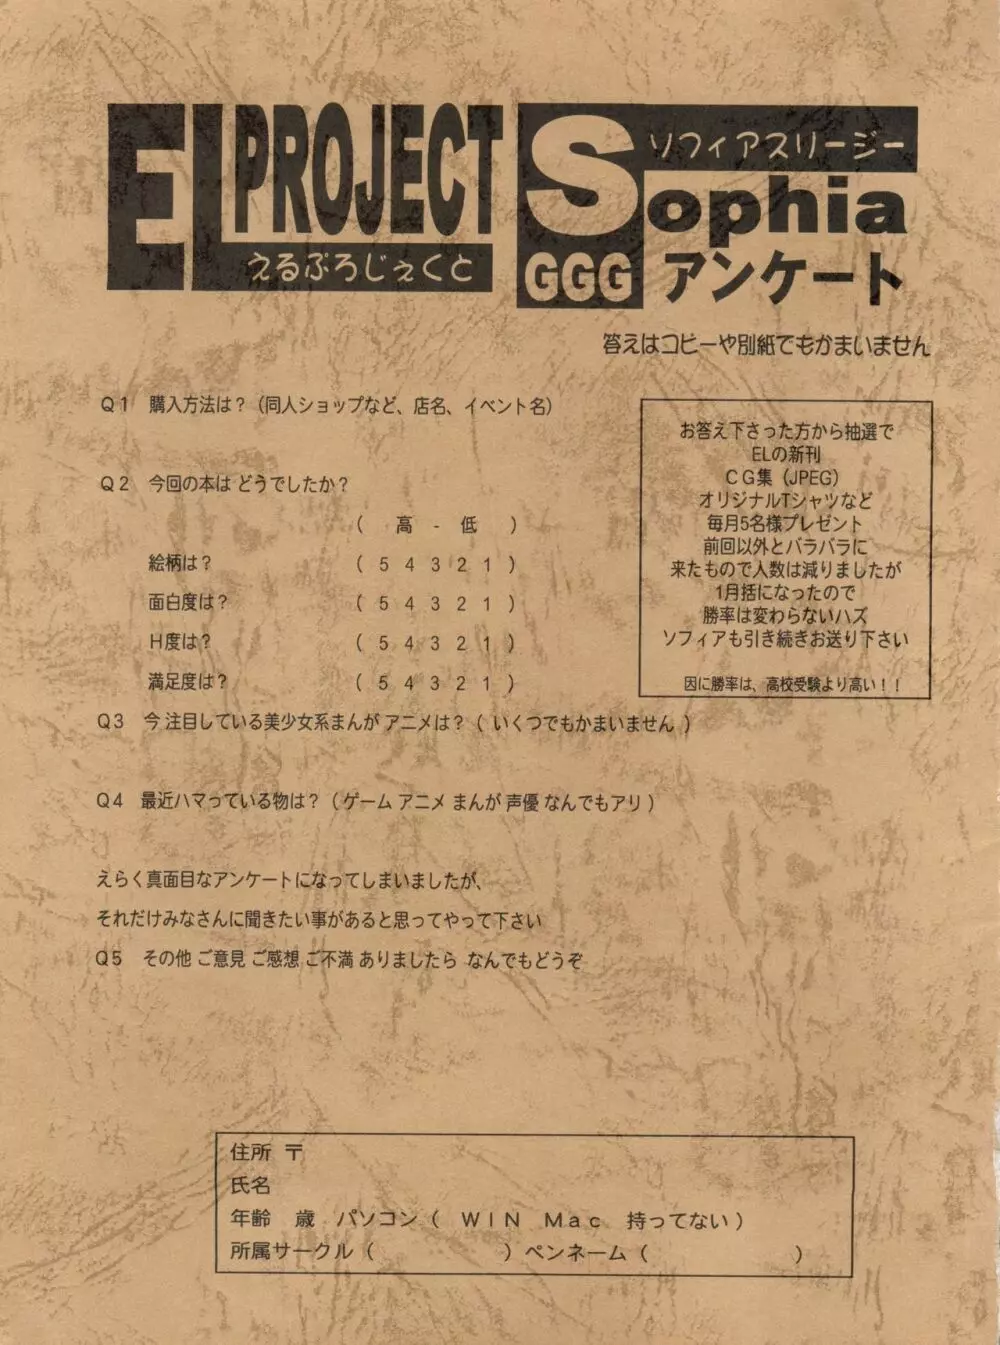 EL PROJECT
えるぷろじぇくと
ソフィアスリージー
Sophia
GGG アンケート
答えはコピーや別紙でもかまいません
Q1 購入方法は？（同人ショップなど、店名、イベント名）
Q2 今回の本は どうでしたか？
（ 高 - 低 ）
絵柄は？ （ 5 4 3 2 1 ）
面白度は？ （ 5 4 3 2 1 ）
H度は？ （ 5 4 3 2 1 ）
満足度は？ （ 5 4 3 2 1 ）
お答え下さった方から抽選で
ELの新刊
CG集（JPEG）
オリジナルTシャツなど
毎月5名様プレゼント
前回以外とバラバラに
来たもので人数は減りましたが
1月括になったので
勝率は変わらないハズ
ソフィアも引き続きお送り下さい
因に勝率は、高校受験より高い！！
Q3 今 注目している美少女系まんが アニメは？（ いくつでもかまいません ）
Q4 最近ハマっている物は？（ ゲーム アニメ まんが 声優 なんでもアリ ）
えらく真面目なアンケートになってしまいましたが、
それだけみなさんに聞きたい事があると思ってやって下さい
Q5 その他 ご意見 ご感想 ご不満 ありましたら なんでもどうぞ
住所 〒
氏名
年齢 歳 パソコン（ WIN Mac 持ってない ）
所属サークル（ ）ペンネーム（ ）